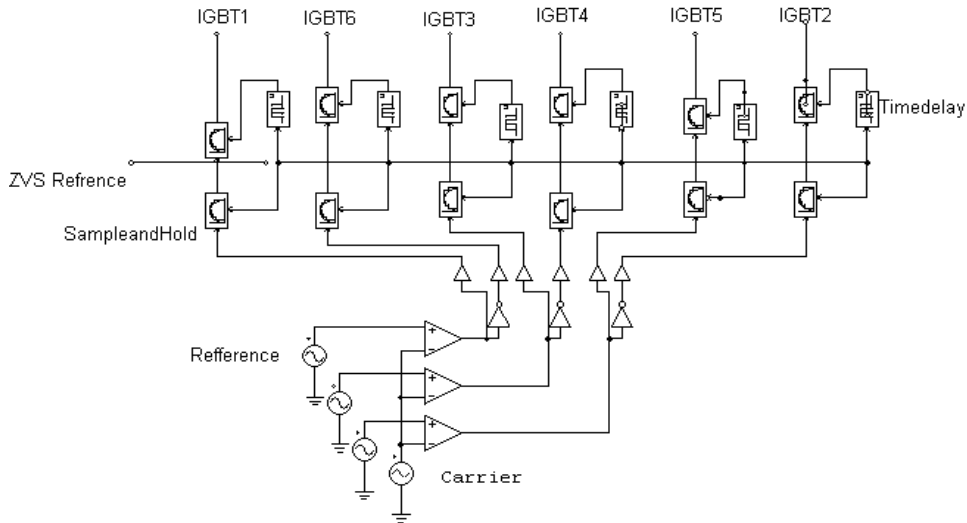 IGBT1
IGBT6
IGBT3
IGBT4
IGBT5
IGBT2
Timedelay
ZVS Refrence
SampleandHold
Refference
Carrier